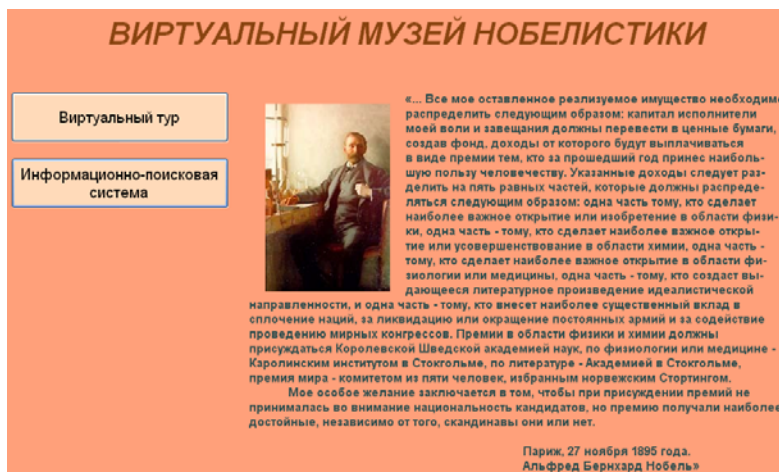 ВИРТУАЛЬНЫЙ МУЗЕЙ НОБЕЛИСТИКИ
Виртуальный тур
Информационно-поисковая
система
«... Все мое оставленное реализуемое имущество необходимо
распределить следующим образом: капитал исполнители
моей воли и завещания должны перевести в ценные бумаги,
создав фонд, доходы от которого будут выплачиваться
в виде премии тем, кто за прошедший год принес наиболь-
шую пользу человечеству. Указанные доходы следует раз-
делить на пять равных частей, которые должны распреде-
ляться следующим образом: одна часть тому, кто сделает
наиболее важное открытие или изобретение в области физи-
ки, одна часть - тому, кто сделает наиболее важное откры-
тие или усовершенствование в области химии, одна часть -
тому, кто сделает наиболее важное открытие в области фи-
зиологии или медицины, одна часть - тому, кто создаст вы-
дающееся литературное произведение идеалистической
направленности, и одна часть - тому, кто внесет наиболее существенный вклад в
сплочение наций, за ликвидацию или окращение постоянных армий и за содействие
проведению мирных конгрессов. Премии в области физики и химии должны
присуждаться Королевской Шведской академией наук, по физиологии или медицине -
Каролинским институтом в Стокгольме, по литературе - Академией в Стокгольме,
премия мира - комитетом из пяти человек, избранным норвежским Стортингом.
Мое особое желание заключается в том, чтобы при присуждении премий не
принималась во внимание национальность кандидатов, но премию получали наиболее
достойные, независимо от того, скандинавы они или нет.
Париж, 27 ноября 1895 года.
Альфред Бернхард Нобель»